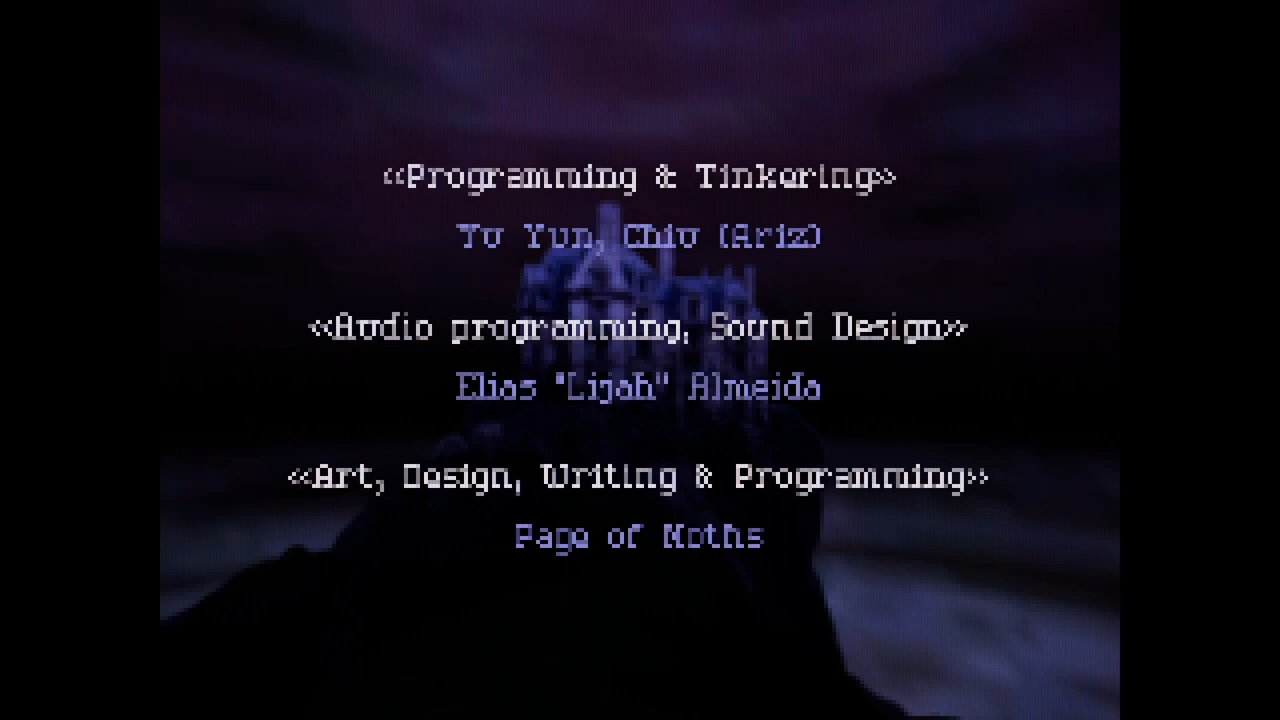 «Programming & Tinkering»
Yu Yun, Chiu (Ariz)
«Audio programming, Sound Design»
Elias "Lijah" Almeida
«Art, Design, Writing & Programming»
Page of Moths